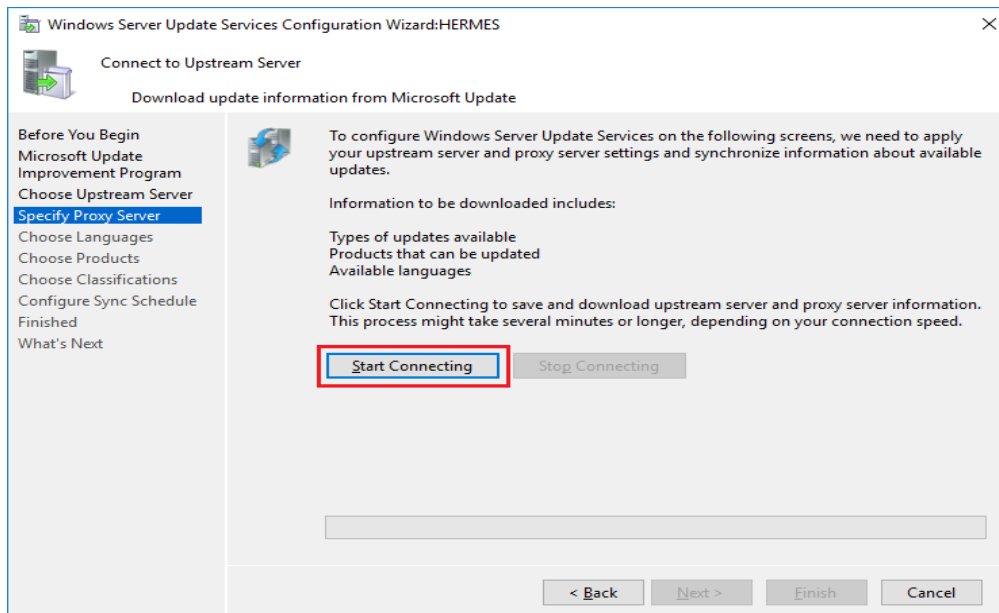 Windows Server Update Services Configuration Wizard:HERMES
Connect to Upstream Server
Download update information from Microsoft Update
Before You Begin
Microsoft Update
Improvement Program
Choose Upstream Server
Specify Proxy Server
Choose Languages
Choose Products
Choose Classifications
Configure Sync Schedule
Finished
What's Next
To configure Windows Server Update Services on the following screens, we need to apply
your upstream server and proxy server settings and synchronize information about available
updates.
Information to be downloaded includes:
Types of updates available
Products that can be updated
Available languages
Click Start Connecting to save and download upstream server and proxy server information.
This process might take several minutes or longer, depending on your connection speed.
Start Connecting
Stop Connecting
< Back
Next >
Finish
Cancel